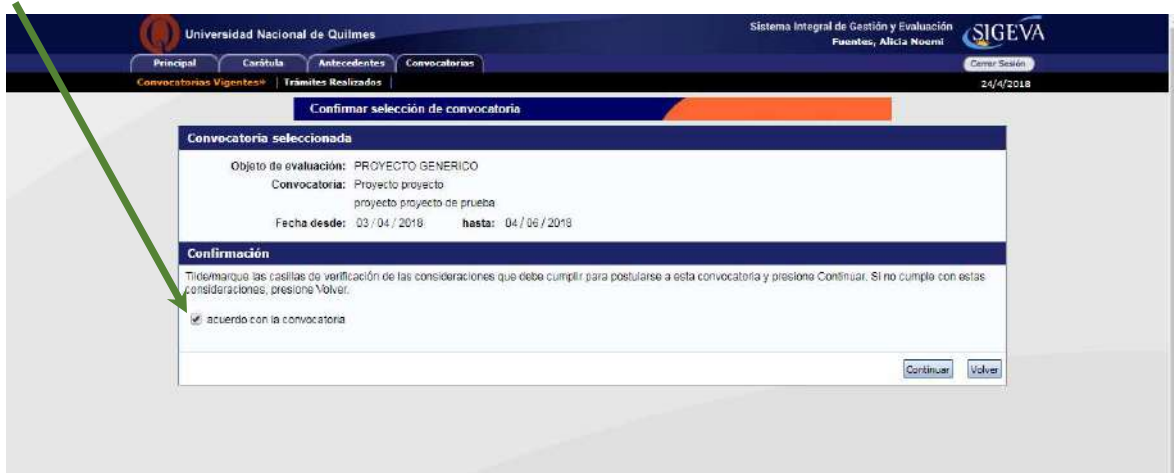 Universidad Nacional de Quilmes
Sistema Integral de Gestión y Evaluación
Fuentes, Alicia Noemi
SIGEVA
Principal Carátula Antecedentes Convocatorias
Cerrar Sesión
Convocatorias Vigentes» Trámites Realizados
24/4/2018
Confirmar selección de convocatoria
Convocatoria seleccionada
Objeto de evaluación: PROYECTO GENERICO
Convocatoria: Proyecto proyecto
proyecto proyecto de prueba
Fecha desde: 03 / 04 / 2018 hasta: 04 / 06 / 2018
Confirmación
Tilde/marque las casillas de verificación de las consideraciones que debe cumplir para postularse a esta convocatoria y presione Continuar. Si no cumple con estas
consideraciones, presione Volver.
acuerdo con la convocatoria
Continuar Volver